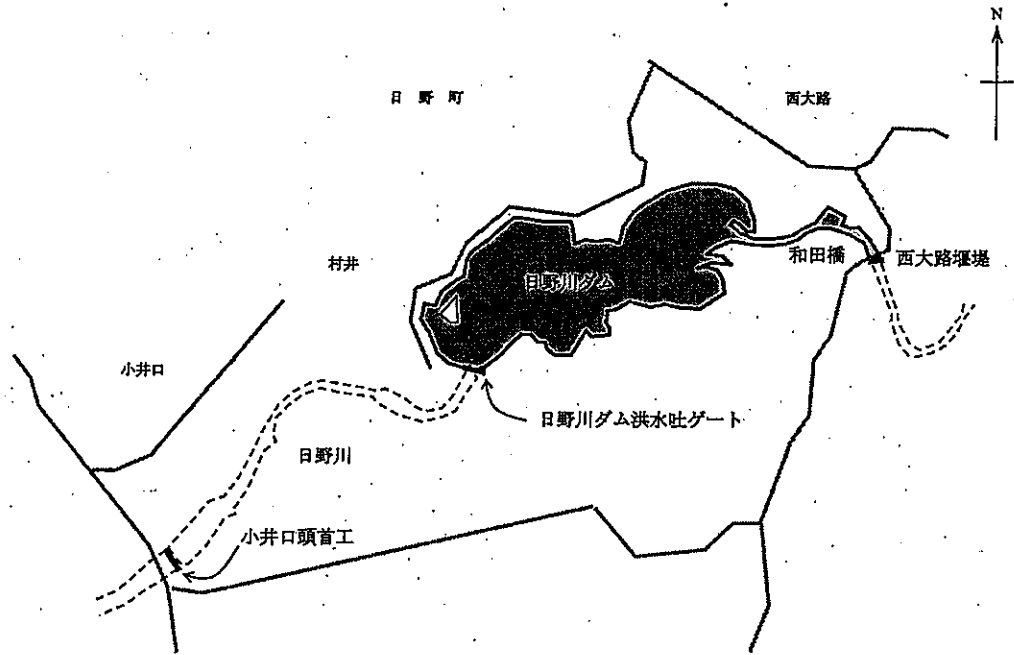 N
日野町
西大路
和田橋
西大路堰堤
村井
日野川ダム
小井口
日野川ダム洪水吐ゲート
日野川
小井口頭首工